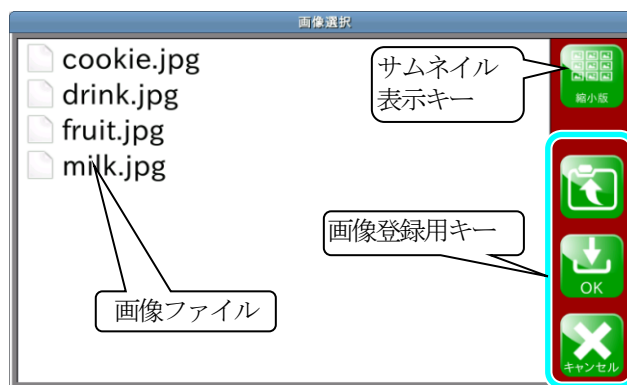 画像選択
cookie.jpg
drink.jpg
fruit.jpg
milk.jpg
サムネイル
表示キー
縮小版
画像登録用キー
OK
画像ファイル
キャンセル